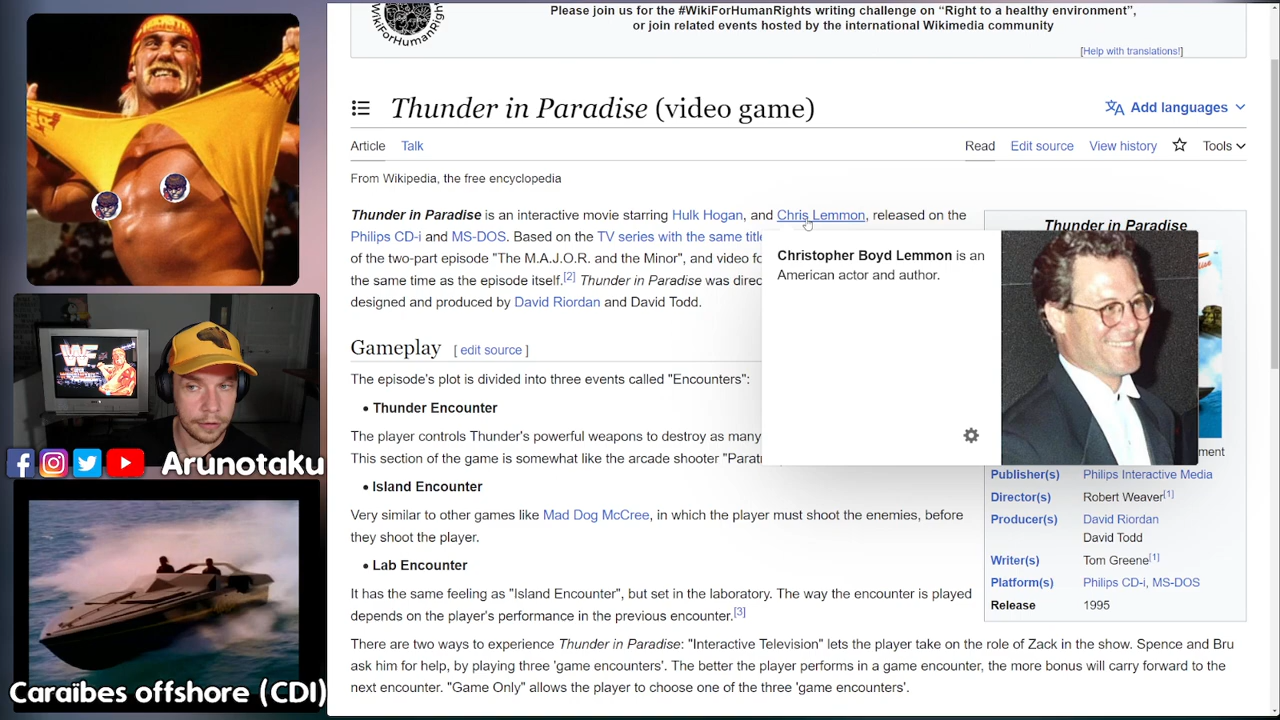 WikiForHumanRights
Please join us for the #WikiForHumanRights writing challenge on “Right to a healthy environment”,
or join related events hosted by the international Wikimedia community
[Help with translations!]
Thunder in Paradise (video game)
Add languages
Article Talk
Read Edit source View history Tools
From Wikipedia, the free encyclopedia
Thunder in Paradise is an interactive movie starring Hulk Hogan, and Chris Lemmon, released on the
Philips CD-i and MS-DOS. Based on the TV series with the same title
of the two-part episode "The M.A.J.O.R. and the Minor", and video fo
the same time as the episode itself.[2] Thunder in Paradise was direc
designed and produced by David Riordan and David Todd.
Christopher Boyd Lemmon is an
American actor and author.
Gameplay [ edit source ]
The episode's plot is divided into three events called "Encounters":
• Thunder Encounter
The player controls Thunder's powerful weapons to destroy as many
This section of the game is somewhat like the arcade shooter "Parat
• Island Encounter
Very similar to other games like Mad Dog McCree, in which the player must shoot the enemies, before
they shoot the player.
• Lab Encounter
It has the same feeling as "Island Encounter", but set in the laboratory. The way the encounter is played
depends on the player's performance in the previous encounter.[3]
There are two ways to experience Thunder in Paradise: "Interactive Television" lets the player take on the role of Zack in the show. Spence and Bru
ask him for help, by playing three 'game encounters'. The better the player performs in a game encounter, the more bonus will carry forward to the
next encounter. "Game Only" allows the player to choose one of the three 'game encounters'.
Thunder in Paradise
ment
Publisher(s) Philips Interactive Media
Director(s) Robert Weaver[1]
Producer(s) David Riordan
David Todd
Writer(s) Tom Greene[1]
Platform(s) Philips CD-i, MS-DOS
Release 1995
Arunotaku
Caraïbes offshore (CDI)